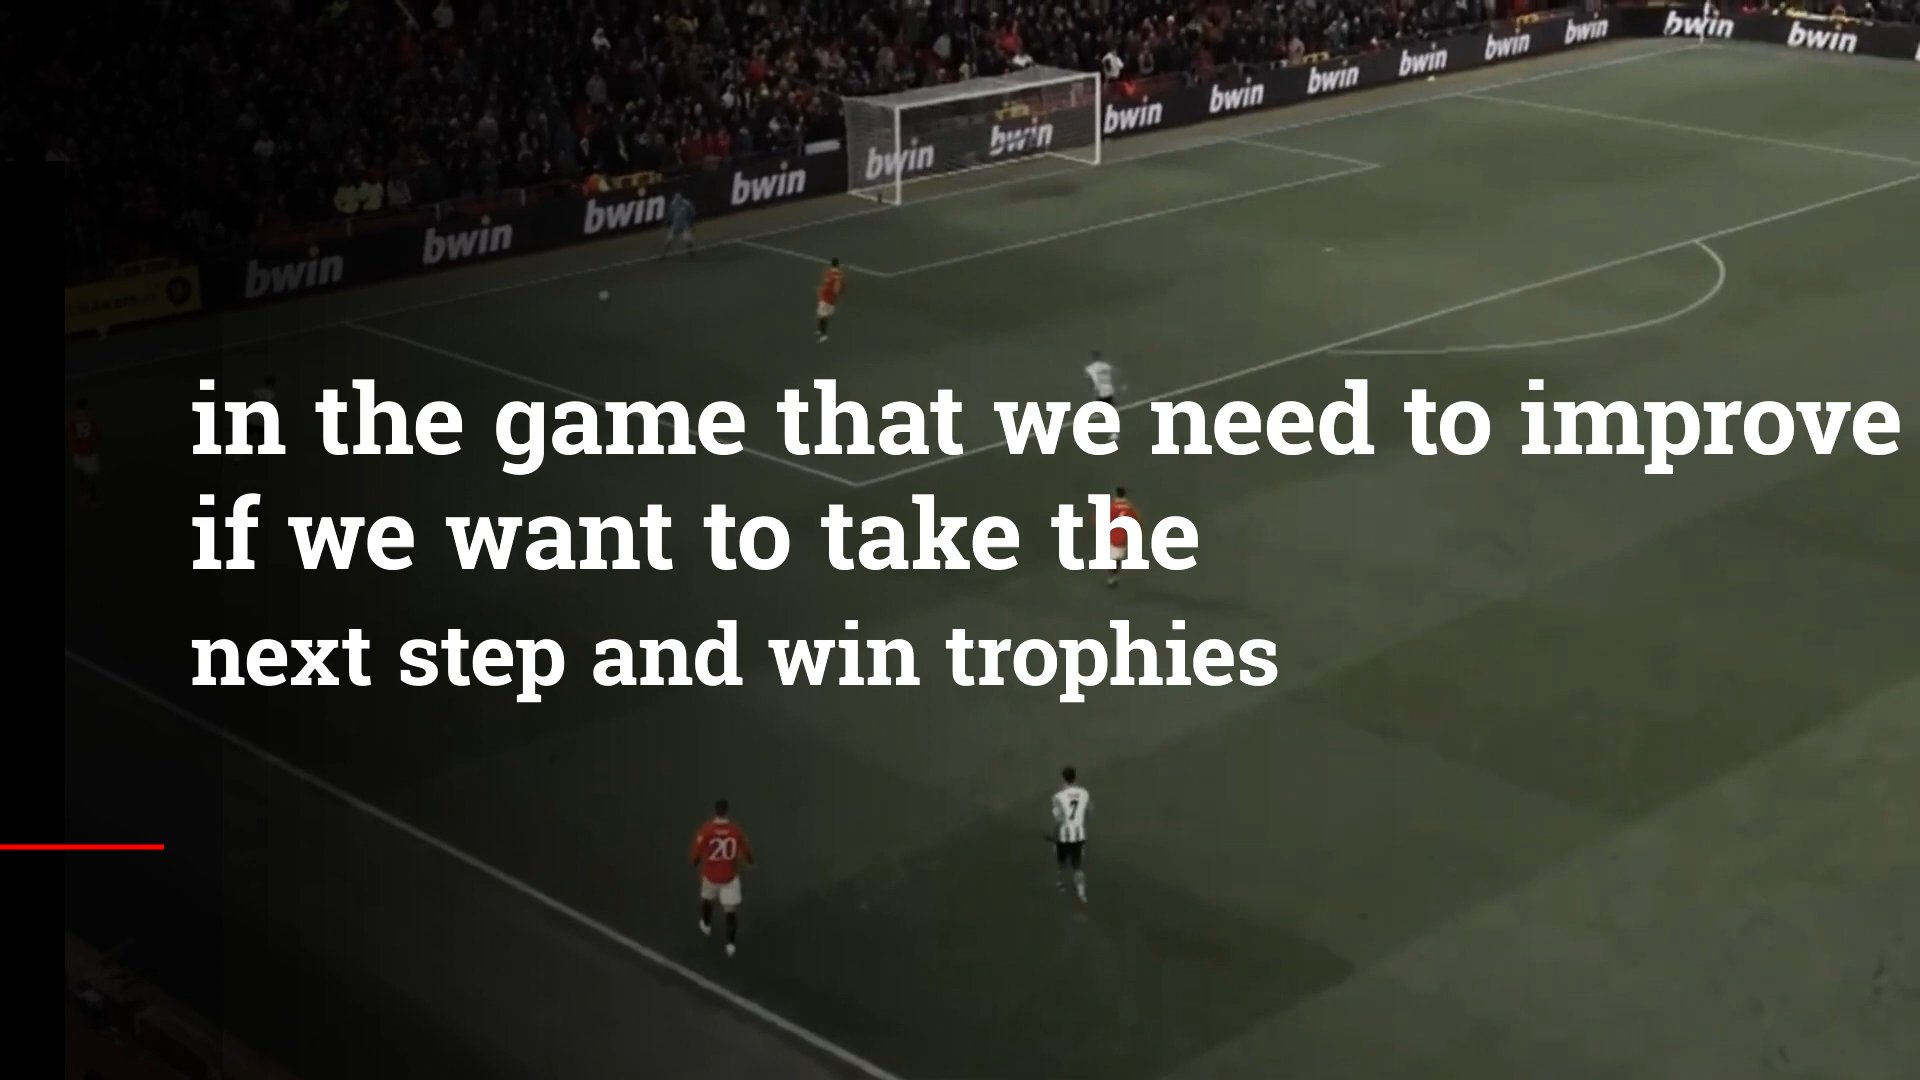 bwin bwin bwin bwin bwin bwin bwin bwin bwin bwin bwin bwin bwin
in the game that we need to improve
if we want to take the
next step and win trophies
7
20